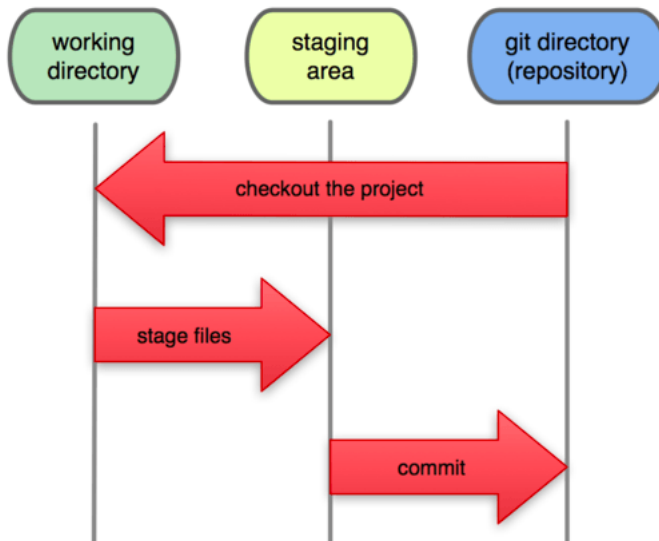 working
directory
staging
area
git directory
(repository)
checkout the project
stage files
commit